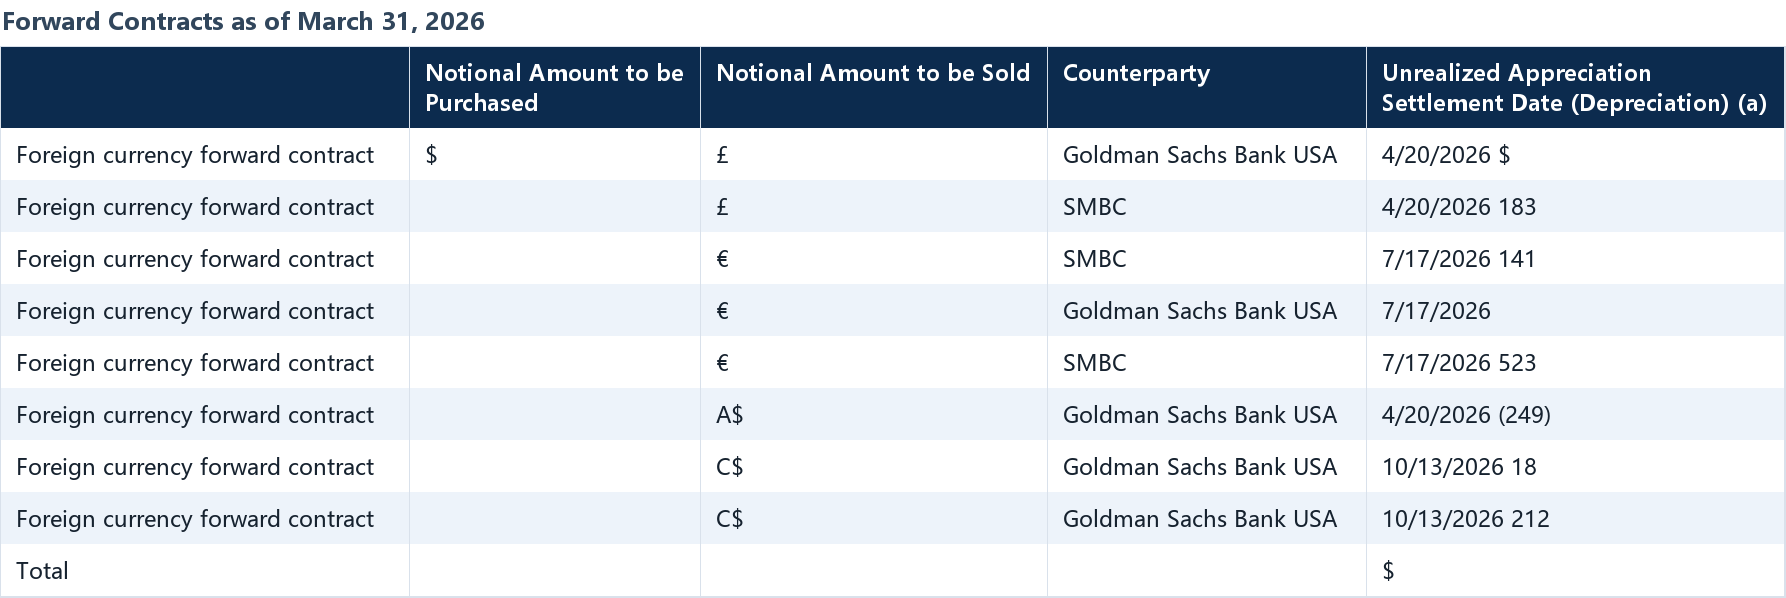 Forward Contracts as of March 31, 2026
Notional Amount to be Purchased Notional Amount to be Sold Counterparty Unrealized Appreciation Settlement Date (Depreciation) (a)
Foreign currency forward contract $ £ Goldman Sachs Bank USA 4/20/2026 $
Foreign currency forward contract £ SMBC 4/20/2026 183
Foreign currency forward contract € SMBC 7/17/2026 141
Foreign currency forward contract € Goldman Sachs Bank USA 7/17/2026
Foreign currency forward contract € SMBC 7/17/2026 523
Foreign currency forward contract A$ Goldman Sachs Bank USA 4/20/2026 (249)
Foreign currency forward contract C$ Goldman Sachs Bank USA 10/13/2026 18
Foreign currency forward contract C$ Goldman Sachs Bank USA 10/13/2026 212
Total $